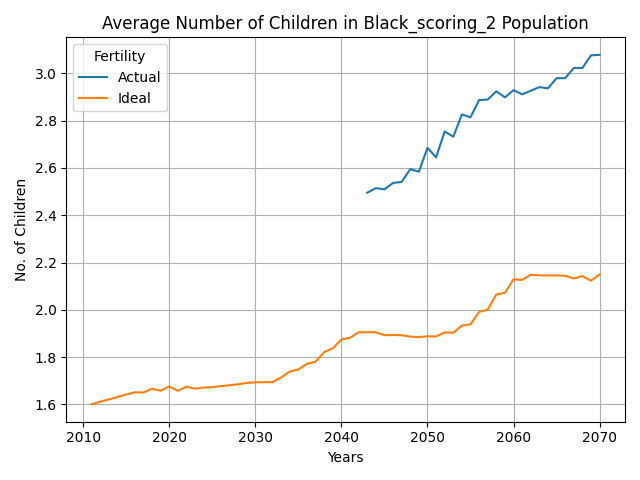 Average Number of Children in Black_scoring_2 Population
Fertility
Actual
Ideal
3.0
2.8
2.6
2.4
2.2
2.0
1.8
1.6
No. of Children
2010 2020 2030 2040 2050 2060 2070
Years